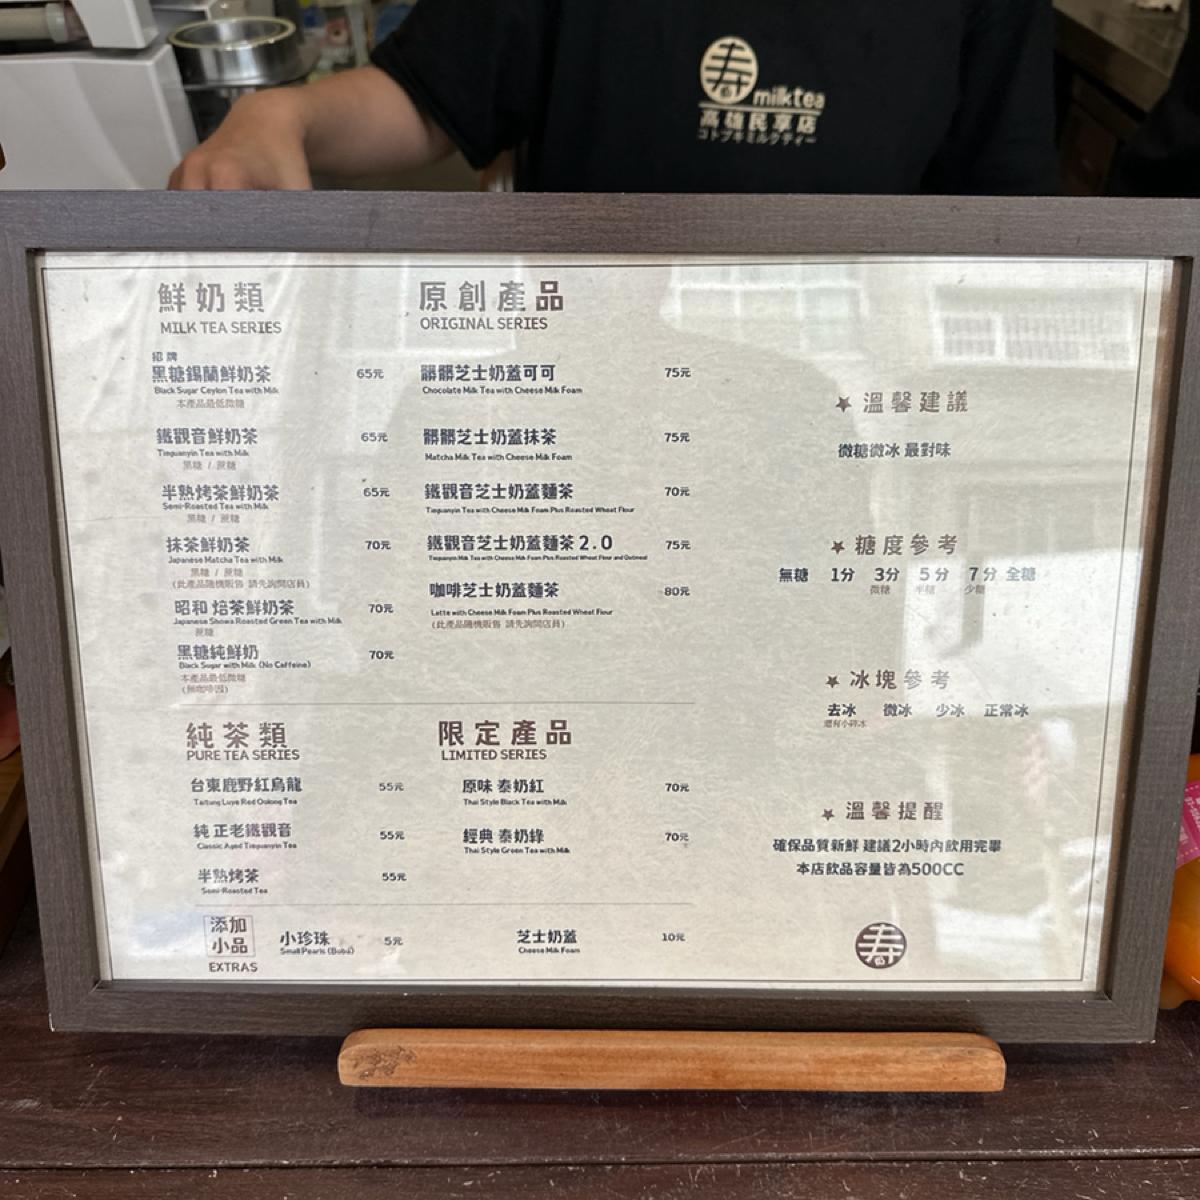 寿 milktea
高雄民享店
コトブキミルクティー
鮮奶類
MILK TEA SERIES
招牌
黑糖錫蘭鮮奶茶 65元
Black Sugar Ceylon Tea with Milk
本產品最低微糖
鐵觀音鮮奶茶 65元
Tieguanyin Tea with Milk
黑糖 / 蔗糖
半熟烤茶鮮奶茶 65元
Semi-Roasted Tea with Milk
黑糖 / 蔗糖
抹茶鮮奶茶 70元
Japanese Matcha Tea with Milk
黑糖 / 蔗糖
(此產品隨機販售 請先詢問店員)
昭和 焙茶鮮奶茶 70元
Japanese Showa Roasted Green Tea with Milk
蔗糖
黑糖純鮮奶 70元
Black Sugar with Milk (No Caffeine)
本產品最低微糖
(無咖啡因)
原創產品
ORIGINAL SERIES
髒髒芝士奶蓋可可 75元
Chocolate Milk Tea with Cheese Milk Foam
髒髒芝士奶蓋抹茶 75元
Matcha Milk Tea with Cheese Milk Foam
鐵觀音芝士奶蓋麵茶 70元
Tieguanyin Tea with Cheese Milk Foam Plus Roasted Wheat Flour
鐵觀音芝士奶蓋麵茶 2.0 75元
Tieguanyin Milk Tea with Cheese Milk Foam Plus Roasted Wheat Flour and Oatmeal
咖啡芝士奶蓋麵茶 80元
Latte with Cheese Milk Foam Plus Roasted Wheat Flour
(此產品隨機販售 請先詢問店員)
純茶類
PURE TEA SERIES
台東鹿野紅烏龍 55元
Taitung Luye Red Oolong Tea
純 正老鐵觀音 55元
Classic Aged Tieguanyin Tea
半熟烤茶 55元
Semi-Roasted Tea
限定產品
LIMITED SERIES
原味 泰奶紅 70元
Thai Style Black Tea with Milk
經典 泰奶綠 70元
Thai Style Green Tea with Milk
添加
小品
EXTRAS
小珍珠 5元
Small Pearls (Boba)
芝士奶蓋 10元
Cheese Milk Foam
★ 溫馨建議
微糖微冰 最對味
★ 糖度參考
無糖 1分 3分 5分 7分 全糖
微糖 半糖 少糖
★ 冰塊參考
去冰 微冰 少冰 正常冰
還有小碎冰
★ 溫馨提醒
確保品質新鮮 建議2小時內飲用完畢
本店飲品容量皆為500CC
寿